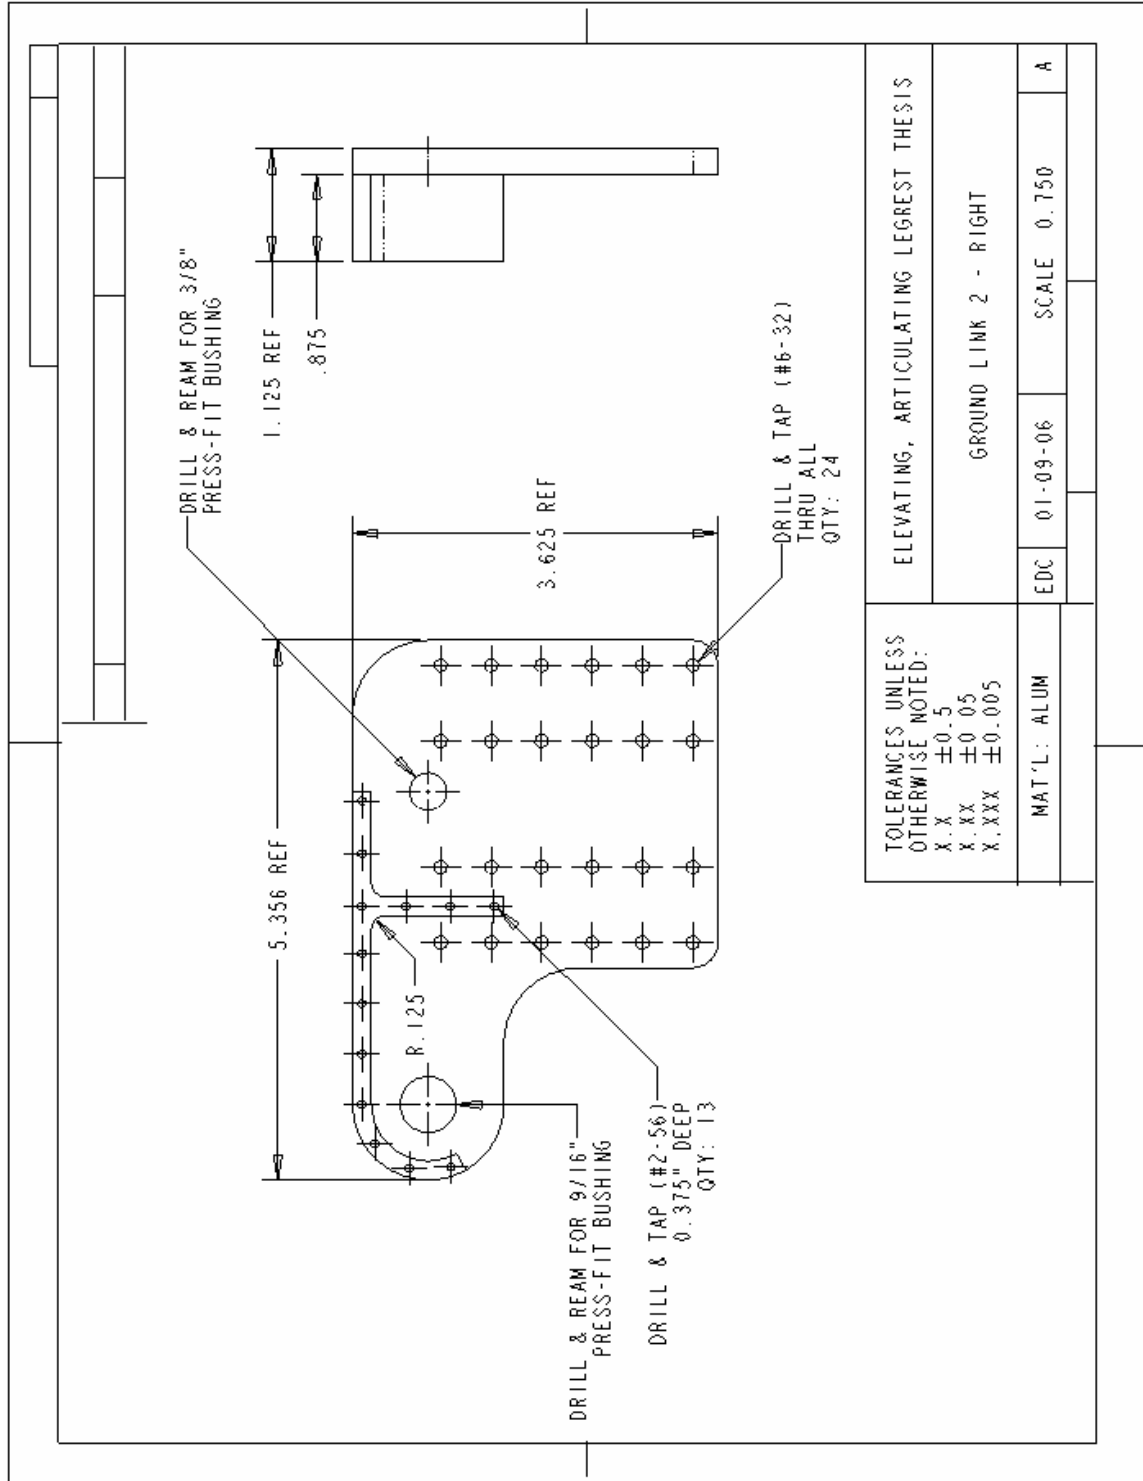 DRILL & REAM FOR 3/8"
PRESS-FIT BUSHING
1.125 REF
.875
5.356 REF
3.625 REF
R.125
DRILL & REAM FOR 9/16"
PRESS-FIT BUSHING
DRILL & TAP (#2-56)
0.375" DEEP
QTY: 13
DRILL & TAP (#6-32)
THRU ALL
QTY: 24
TOLERANCES UNLESS
OTHERWISE NOTED:
X.X ±0.5
X.XX ±0.05
X.XXX ±0.005
MAT'L: ALUM
ELEVATING, ARTICULATING LEGREST THESIS
GROUND LINK 2 - RIGHT
EDC 01-09-06 SCALE 0.750 A